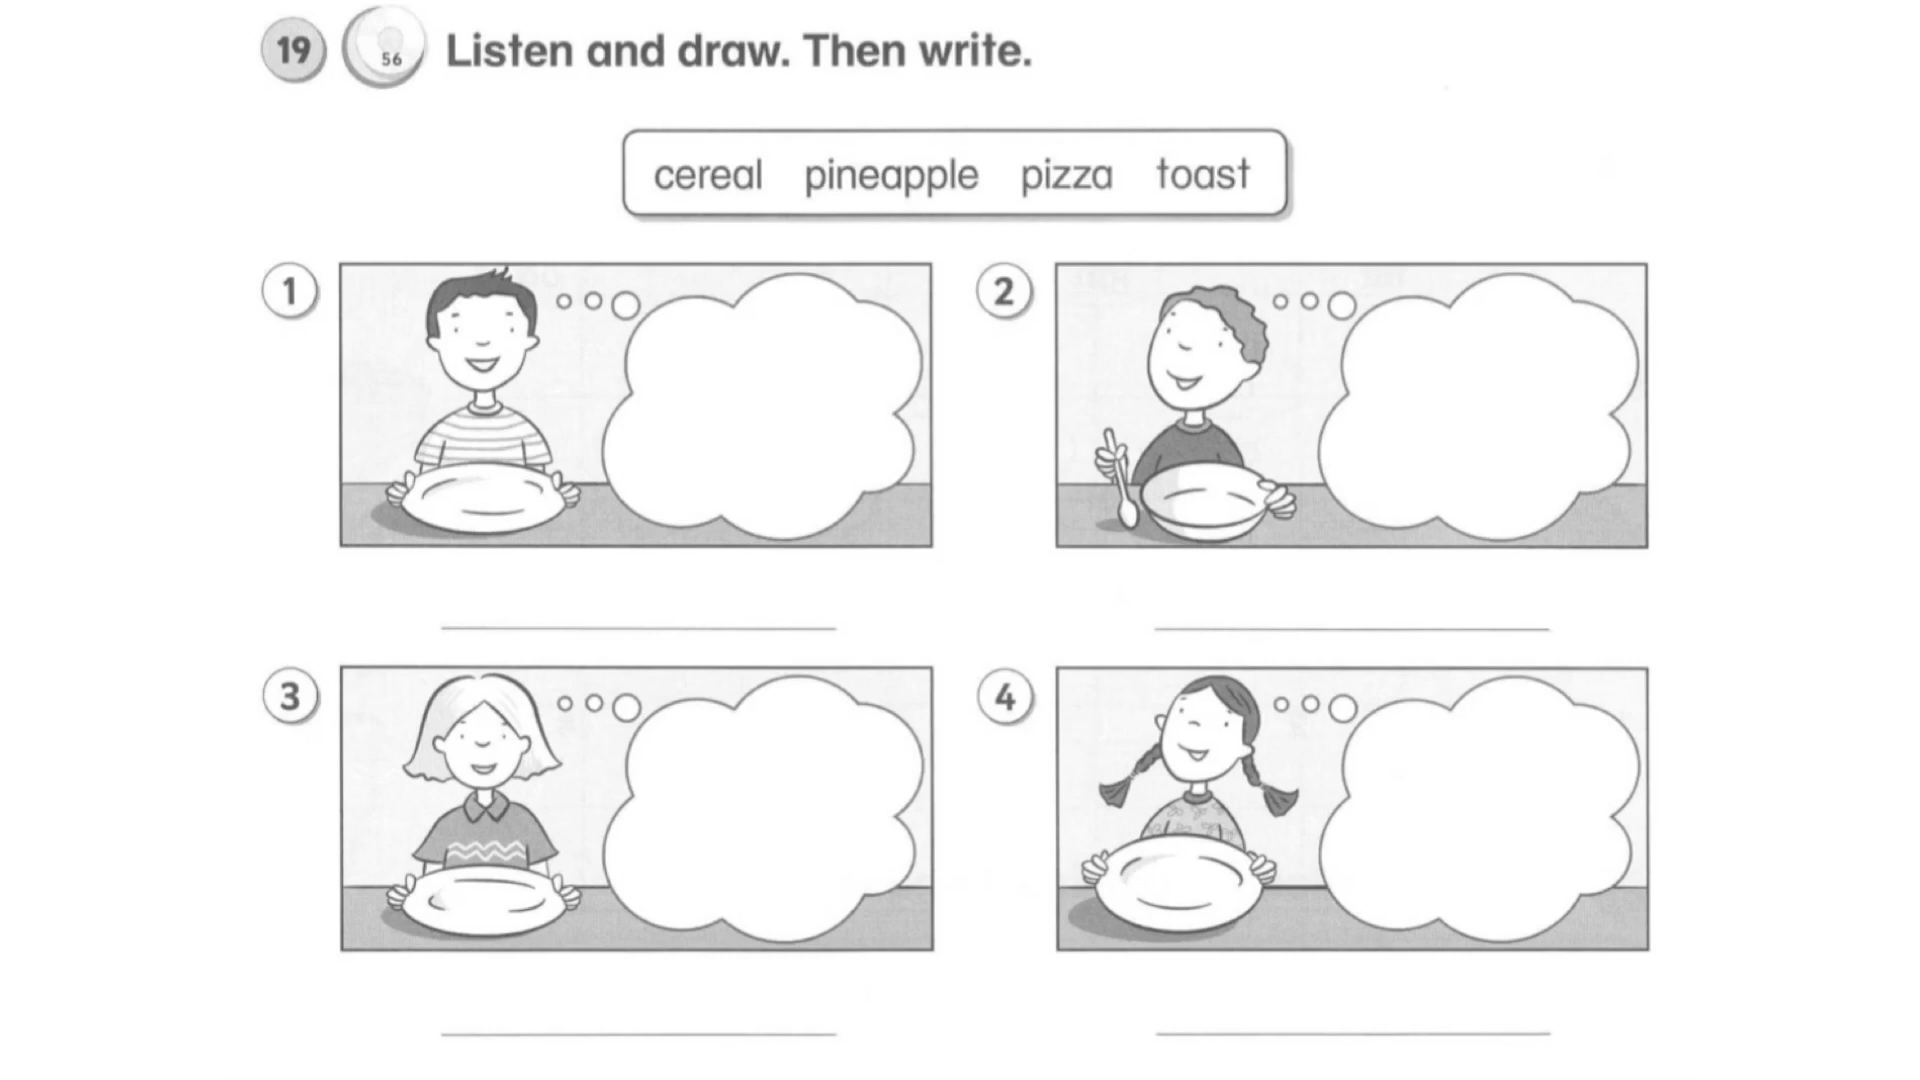 19 56 Listen and draw. Then write.
cereal pineapple pizza toast
1
2
3
4